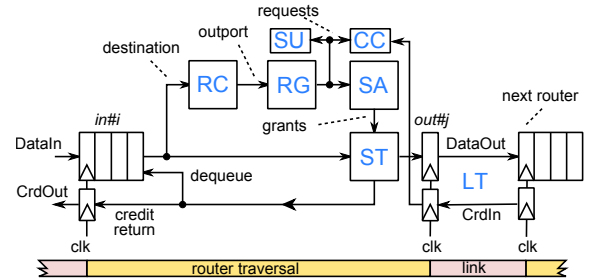 requests
outport
destination
SU
CC
RC
RG
SA
in#i
grants
out#j
next router
DataIn
ST
DataOut
dequeue
LT
CrdOut
credit
return
CrdIn
clk
clk
clk
router traversal
link